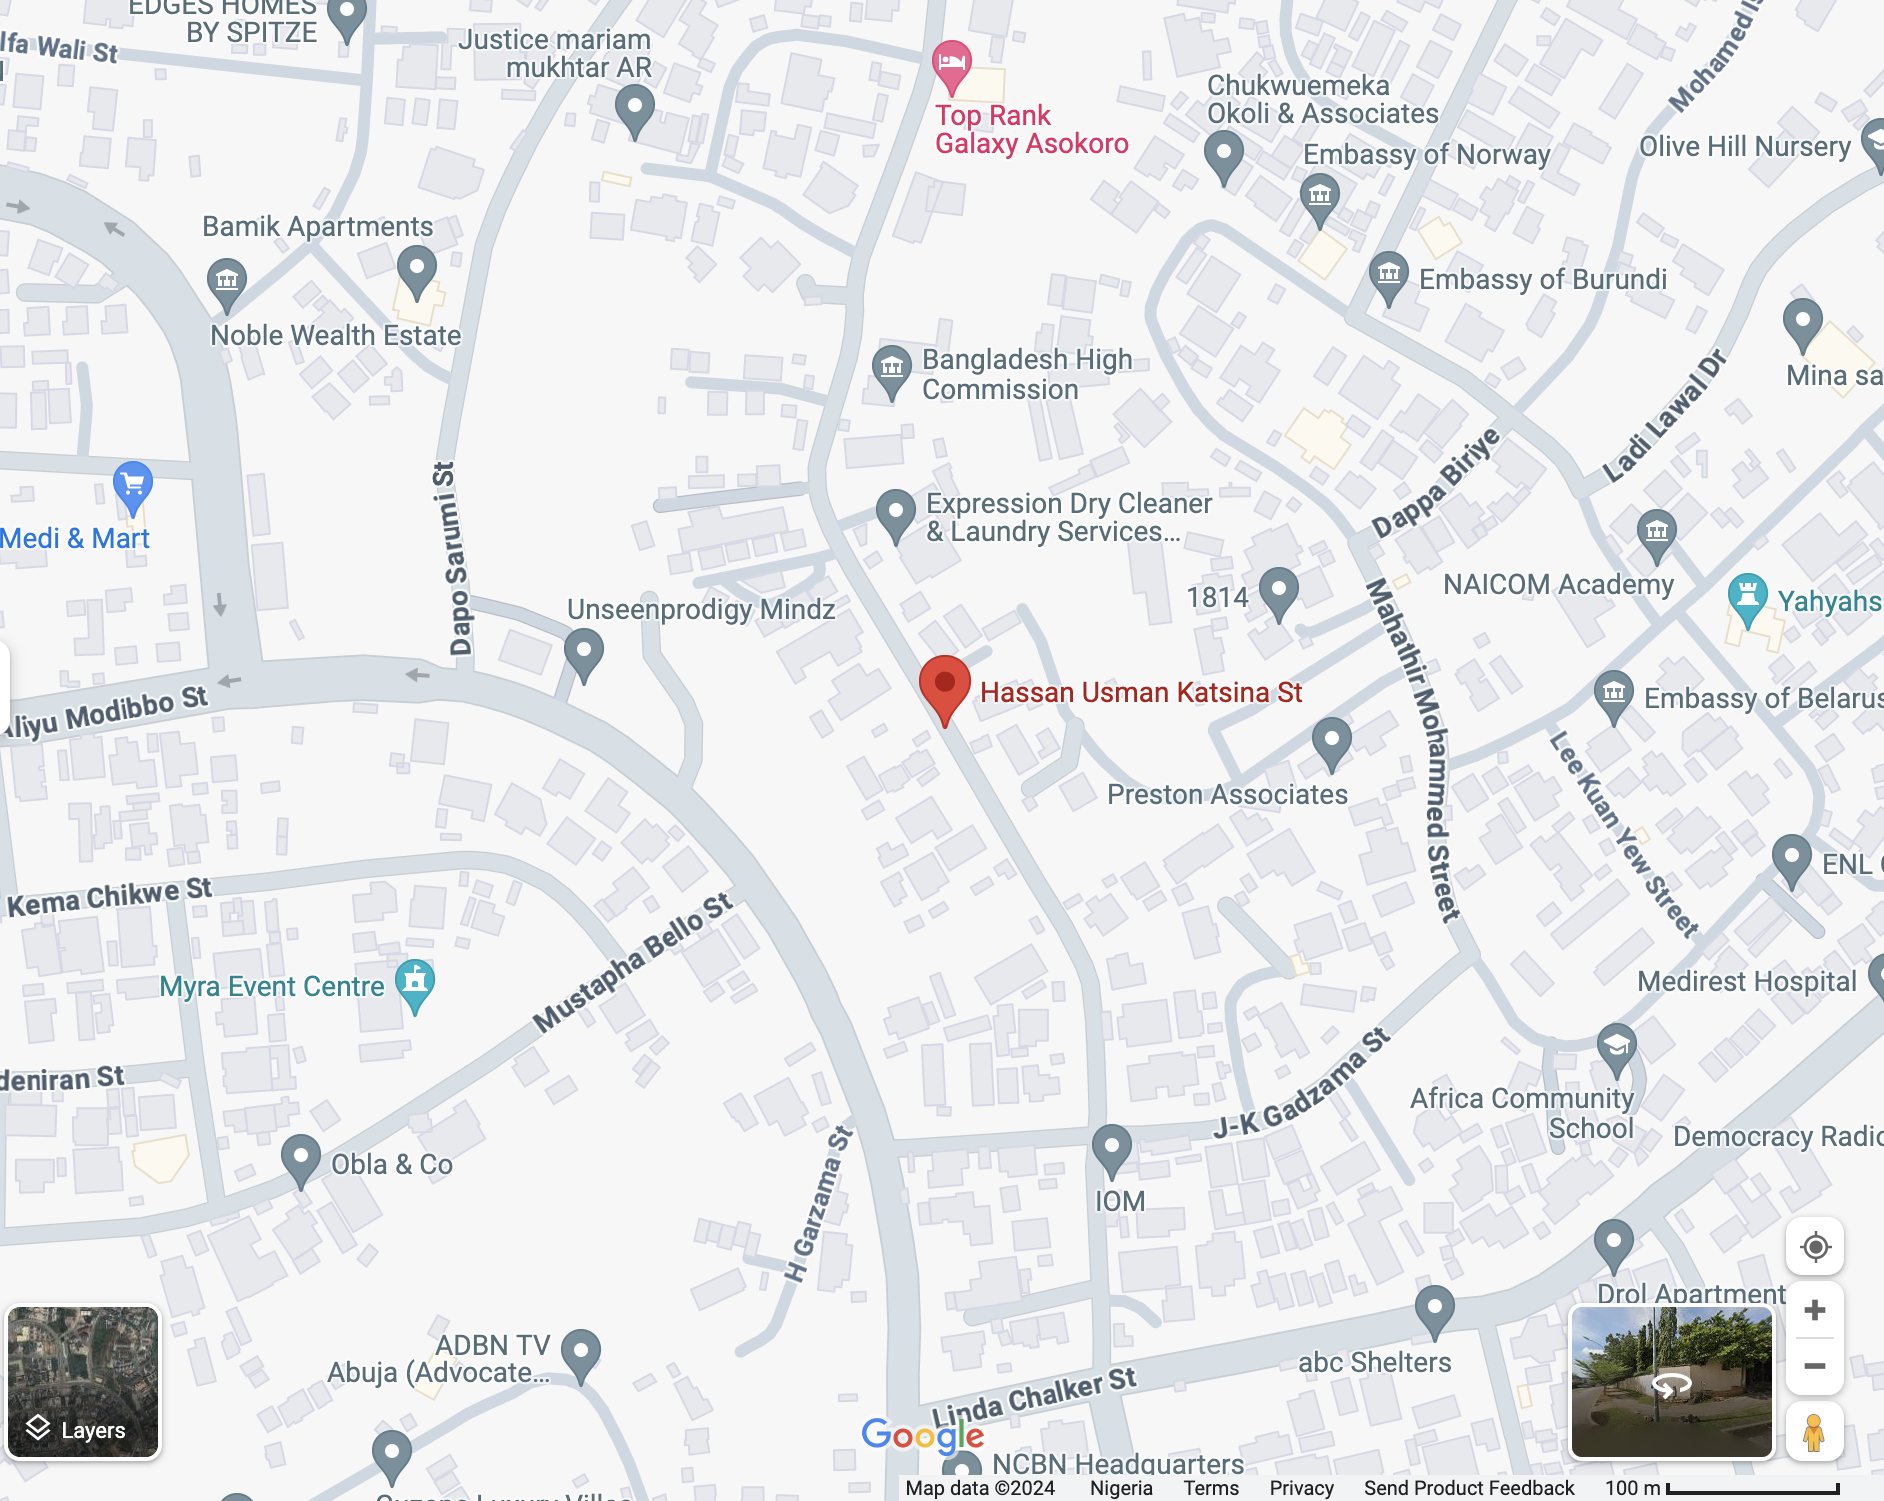 EDGES HOMES
BY SPITZE
lfa Wali St
Justice mariam
mukhtar AR
Top Rank
Galaxy Asokoro
Chukwuemeka
Okoli & Associates
Embassy of Norway
Mohamed Is
Olive Hill Nursery
Bamik Apartments
Noble Wealth Estate
Embassy of Burundi
Bangladesh High
Commission
Mina sa
Ladi Lawal Dr
Dappa Biriye
Medi & Mart
Dapo Sarumi St
Expression Dry Cleaner
& Laundry Services...
NAICOM Academy
1814
Yahyahs
Unseenprodigy Mindz
Mahathir Mohammed Street
Hassan Usman Katsina St
Embassy of Belarus
Aliyu Modibbo St
Lee Kuan Yew Street
Preston Associates
ENL
Kema Chikwe St
Mustapha Bello St
Myra Event Centre
Medirest Hospital
deniran St
J-K Gadzama St
Africa Community
School
Democracy Radio
Obla & Co
H Garzama St
IOM
Drol Apartment
ADBN TV
Abuja (Advocate...
abc Shelters
Linda Chalker St
Layers
Google
NCBN Headquarters
Map data ©2024 Nigeria Terms Privacy Send Product Feedback 100 m